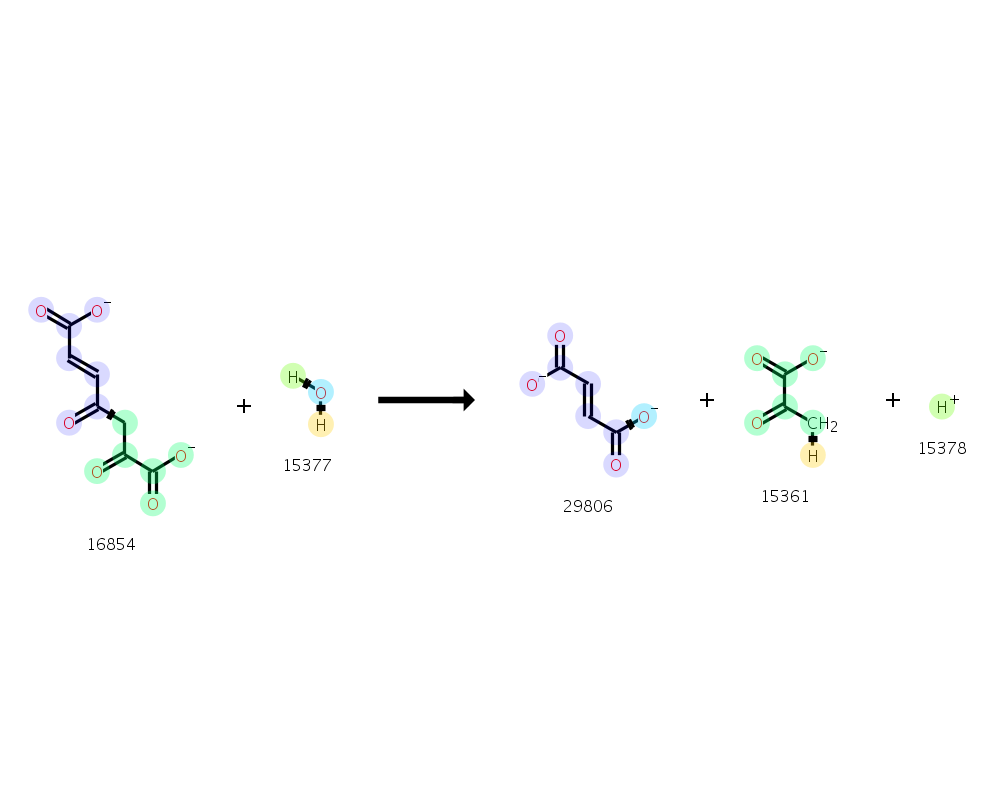 O O−
O
O O−
O
16854
+
H
O
H
15377
O
O−
O−
O
29806
+
O O−
O CH2
H
15361
+
H+
15378